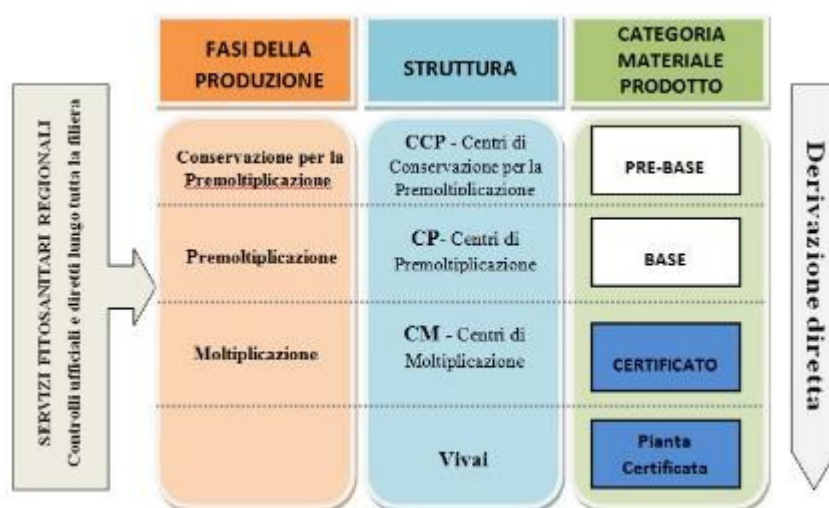 FASI DELLA
PRODUZIONE
STRUTTURA
CATEGORIA
MATERIALE
PRODOTTO
SERVIZI FITOSANITARI REGIONALI
Controlli ufficiali e diretti lungo tutta la filiera
Conservazione per la
Premoltiplicazione
CCP - Centri di
Conservazione per la
Premoltiolicazione
PRE-BASE
Premoltiplicazione
CP- Centri di
Premoltiplicazione
BASE
Moltiplicazione
CM - Centri di
Moltiplicazione
CERTIFICATO
Vivai
Pianta
Certificata
Derivazione diretta